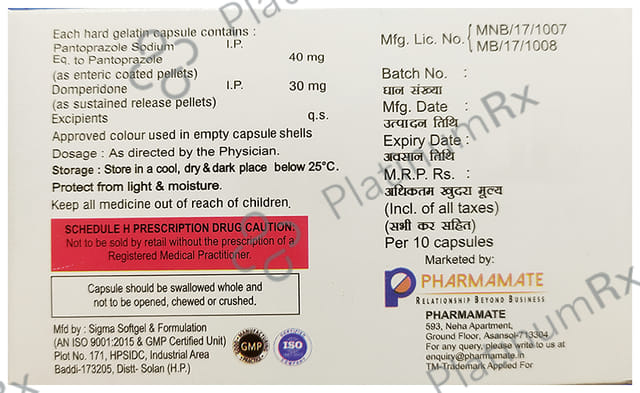 Each hard gelatin capsule contains :
Pantoprazole Sodium I.P.
Eq. to Pantoprazole 40 mg
(as enteric coated pellets)
Domperidone I.P. 30 mg
(as sustained release pellets)
Excipients q.s.
Approved colour used in empty capsule shells
Dosage : As directed by the Physician.
Storage : Store in a cool, dry & dark place below 25°C.
Protect from light & moisture.
Keep all medicine out of reach of children.
SCHEDULE H PRESCRIPTION DRUG CAUTION:
Not to be sold by retail without the prescription of a
Registered Medical Practitioner.
Capsule should be swallowed whole and
not to be opened, chewed or crushed.
Mfd by : Sigma Softgel & Formulation
(AN ISO 9001:2015 & GMP Certified Unit)
Plot No. 171, HPSIDC, Industrial Area
Baddi-173205, Distt- Solan (H.P.)
GMP
ISO
Mfg. Lic. No. { MNB/17/1007
MB/17/1008
Batch No. :
घान संख्या
Mfg. Date :
उत्पादन तिथि
Expiry Date :
अवसान तिथि
M.R.P. Rs. :
अधिकतम खुदरा मूल्य
(Incl. of all taxes)
(सभी कर सहित)
Per 10 capsules
Marketed by:
PHARMAMATE
RELATIONSHIP BEYOND BUSINESS
PHARMAMATE
593, Neha Apartment,
Ground Floor, Asansol-713304
For any query, please write to us at
enquiry@pharmamate.in
TM-Trademark Applied For
PlatinumRx
PlatinumRx
PlatinumRx